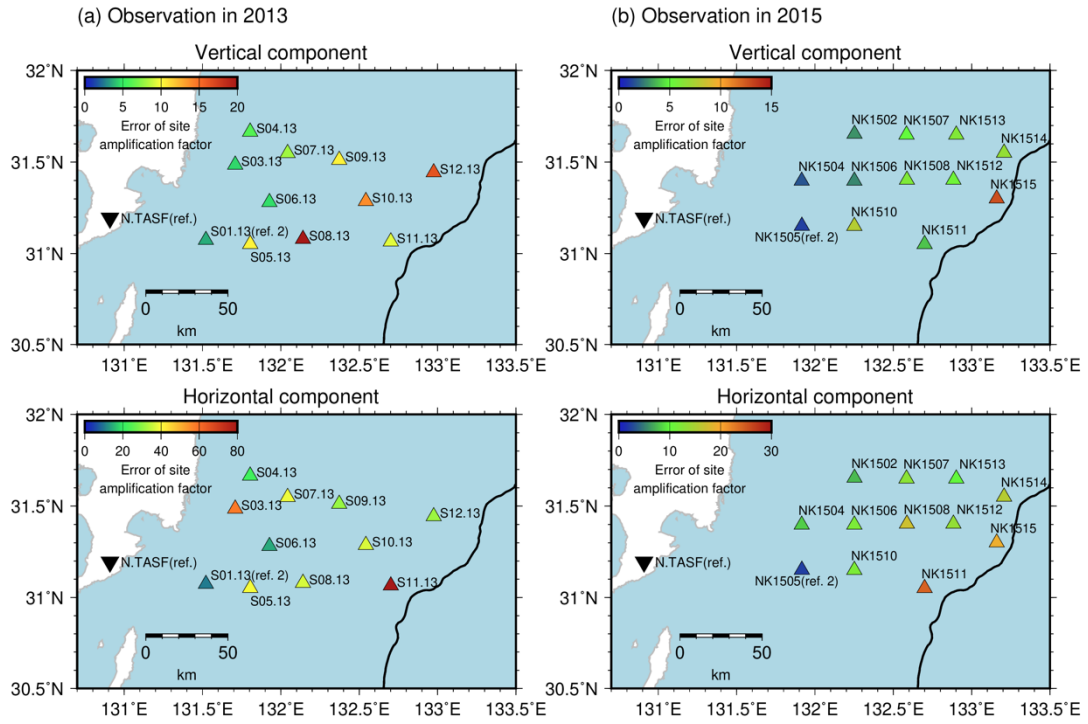 (a) Observation in 2013
(b) Observation in 2015
Vertical component
32˚N
31.5˚N
31˚N
30.5˚N
0 5 10 15 20
Error of site
amplification factor
S04.13
S07.13
S09.13
S03.13
S12.13
S06.13
S10.13
N.TASF(ref.)
S01.13(ref. 2)
S08.13
S11.13
S05.13
0 50
km
131˚E 131.5˚E 132˚E 132.5˚E 133˚E 133.5˚E
Vertical component
32˚N
31.5˚N
31˚N
30.5˚N
0 5 10 15
Error of site
amplification factor
NK1502 NK1507 NK1513
NK1514
NK1504 NK1506 NK1508 NK1512
NK1515
N.TASF(ref.)
NK1510
NK1505(ref. 2)
NK1511
0 50
km
131˚E 131.5˚E 132˚E 132.5˚E 133˚E 133.5˚E
Horizontal component
32˚N
31.5˚N
31˚N
30.5˚N
0 20 40 60 80
Error of site
amplification factor
S04.13
S07.13
S09.13
S03.13
S12.13
S06.13
S10.13
N.TASF(ref.)
S01.13(ref. 2)
S08.13
S11.13
S05.13
0 50
km
131˚E 131.5˚E 132˚E 132.5˚E 133˚E 133.5˚E
Horizontal component
32˚N
31.5˚N
31˚N
30.5˚N
0 10 20 30
Error of site
amplification factor
NK1502 NK1507 NK1513
NK1514
NK1504 NK1506 NK1508 NK1512
NK1515
N.TASF(ref.)
NK1510
NK1505(ref. 2)
NK1511
0 50
km
131˚E 131.5˚E 132˚E 132.5˚E 133˚E 133.5˚E